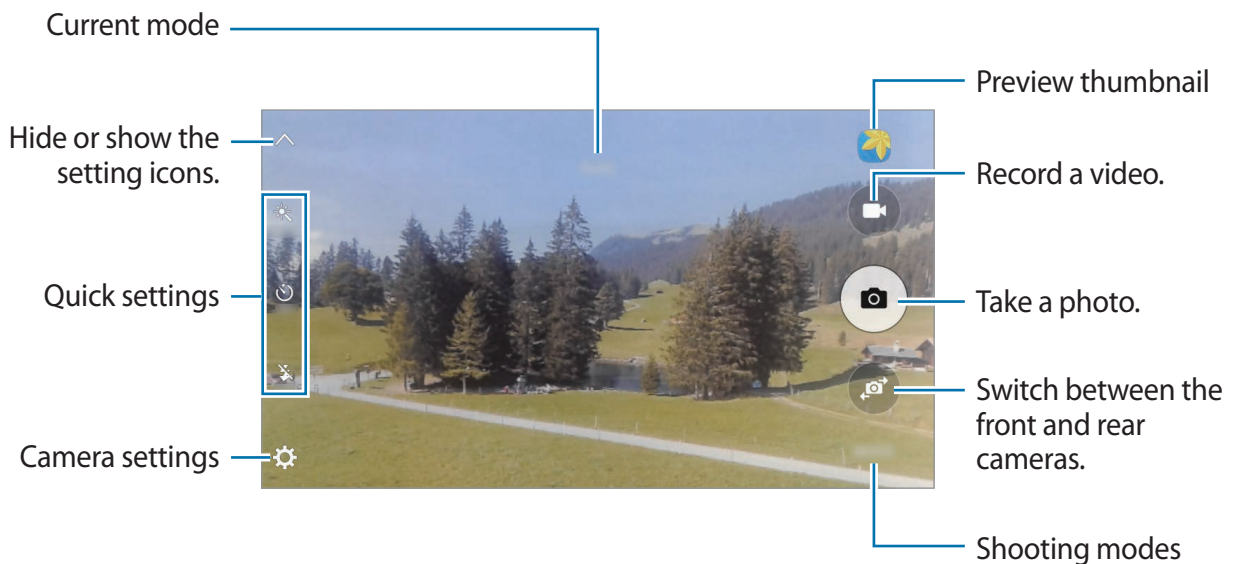 Current mode
Preview thumbnail
Hide or show the
setting icons.
Record a video.
Quick settings
Take a photo.
Switch between the
front and rear
cameras.
Camera settings
Shooting modes